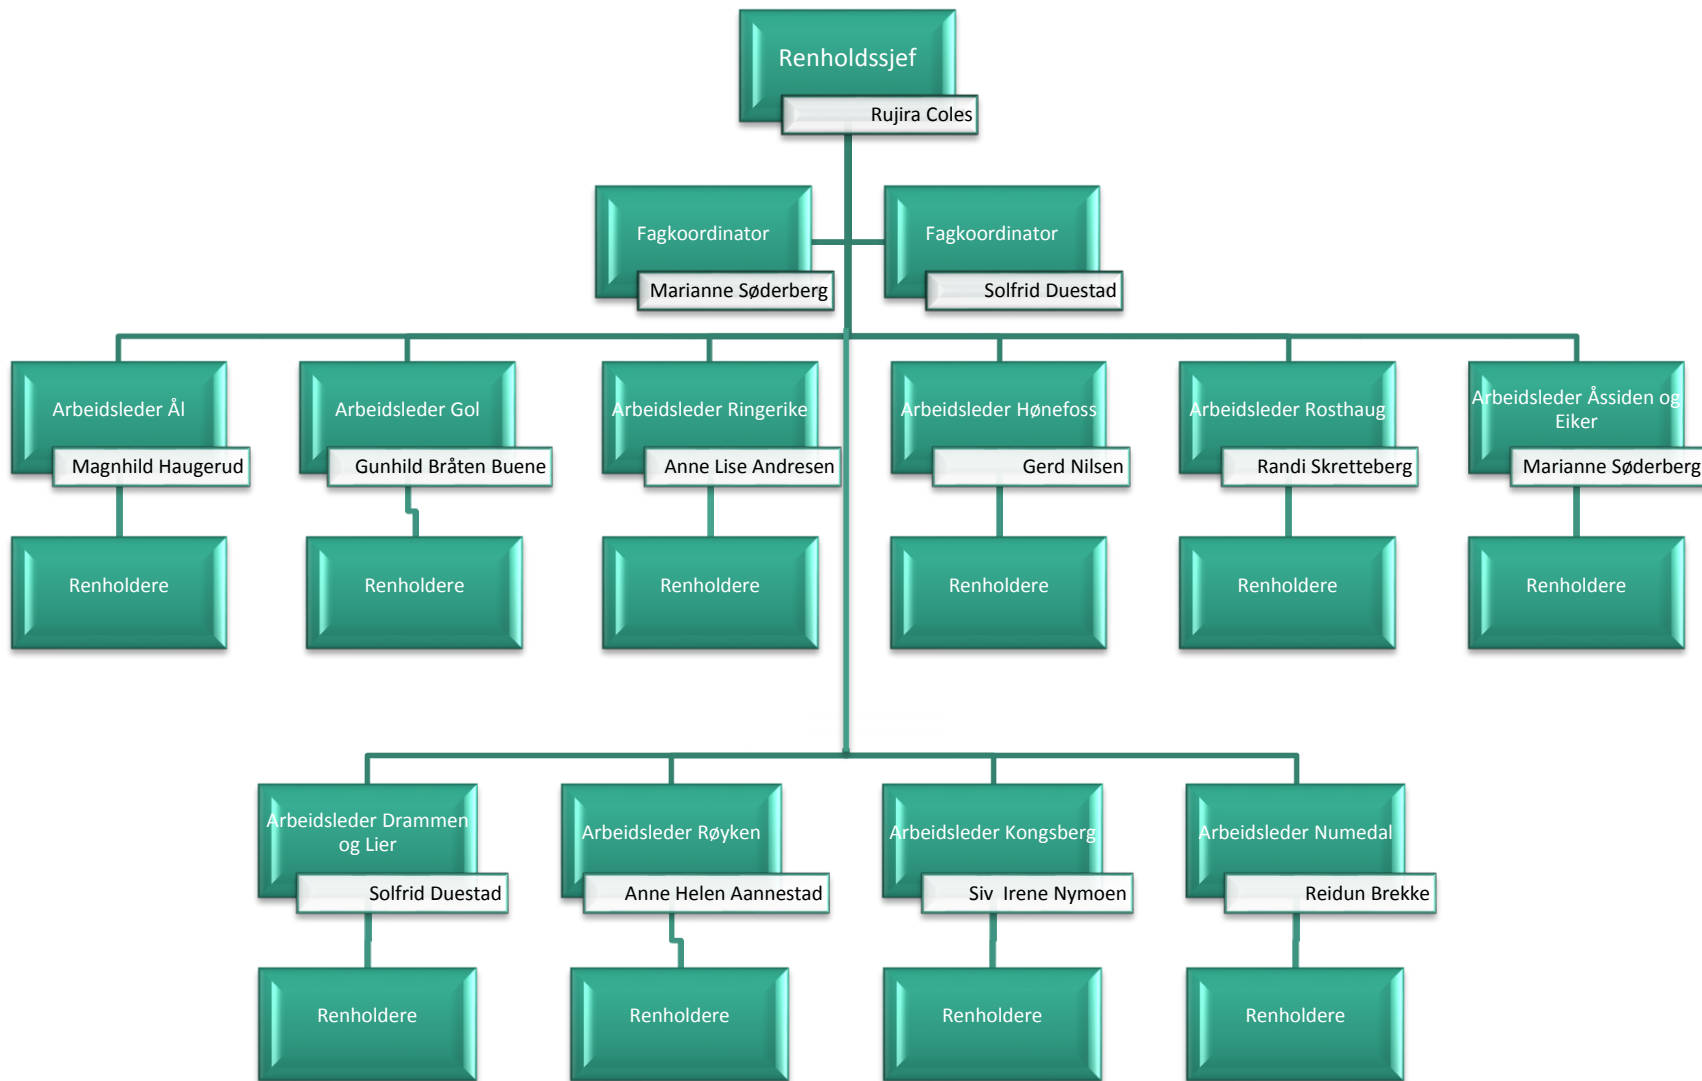 Renholdssjef
Rujira Coles
Fagkoordinator
Marianne Søderberg
Fagkoordinator
Solfrid Duestad
Arbeidsleder Ål
Magnhild Haugerud
Arbeidsleder Gol
Gunhild Bråten Buene
Arbeidsleder Ringerike
Anne Lise Andresen
Arbeidsleder Hønefoss
Gerd Nilsen
Arbeidsleder Rosthaug
Randi Skretteberg
Arbeidsleder Åssiden og
Eiker
Marianne Søderberg
Renholdere
Renholdere
Renholdere
Renholdere
Renholdere
Renholdere
Arbeidsleder Drammen
og Lier
Solfrid Duestad
Arbeidsleder Røyken
Anne Helen Aannestad
Arbeidsleder Kongsberg
Siv  Irene Nymoen
Arbeidsleder Numedal
Reidun Brekke
Renholdere
Renholdere
Renholdere
Renholdere